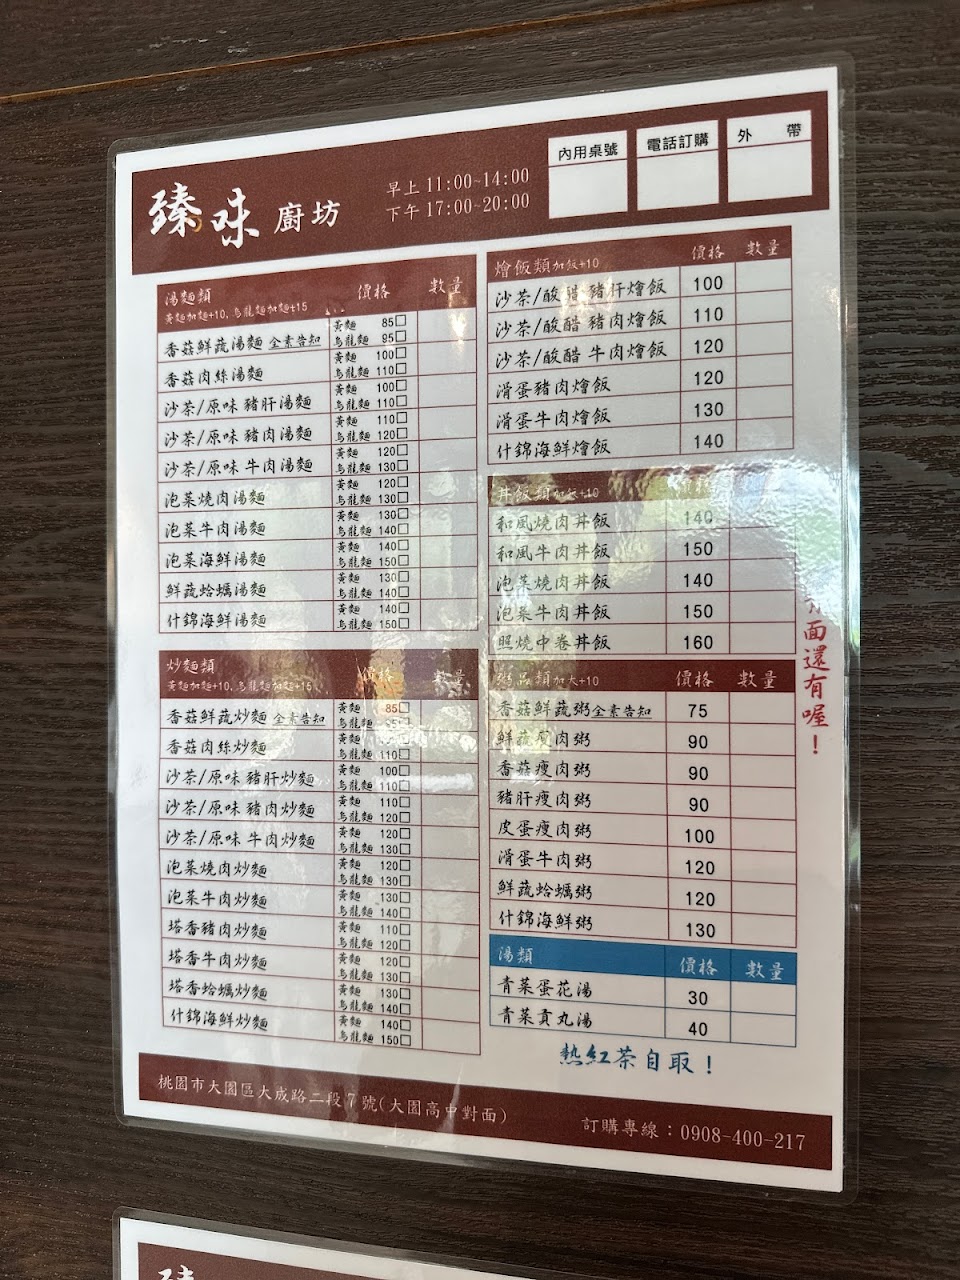 臻味廚坊
早上 11:00~14:00
下午 17:00~20:00
內用桌號
電話訂購
外帶
湯麵類 價格 數量
黃麵加麵+10, 烏龍麵加麵+15
香菇鮮蔬湯麵 全素告知 黃麵 85□
烏龍麵 95□
香菇肉絲湯麵 黃麵 100□
烏龍麵 110□
沙茶/原味 豬肝湯麵 黃麵 100□
烏龍麵 110□
沙茶/原味 豬肉湯麵 黃麵 110□
烏龍麵 120□
沙茶/原味 牛肉湯麵 黃麵 120□
烏龍麵 130□
泡菜燒肉湯麵 黃麵 120□
烏龍麵 130□
泡菜牛肉湯麵 黃麵 130□
烏龍麵 140□
泡菜海鮮湯麵 黃麵 140□
烏龍麵 150□
鮮蔬蛤蠣湯麵 黃麵 130□
烏龍麵 140□
什錦海鮮湯麵 黃麵 140□
烏龍麵 150□
炒麵類 價格 數量
黃麵加麵+10, 烏龍麵加麵+15
香菇鮮蔬炒麵 全素告知 黃麵 85□
烏龍麵 95□
香菇肉絲炒麵 黃麵
烏龍麵 110□
沙茶/原味 豬肝炒麵 黃麵 100□
烏龍麵 110□
沙茶/原味 豬肉炒麵 黃麵 110□
烏龍麵 120□
沙茶/原味 牛肉炒麵 黃麵 120□
烏龍麵 130□
泡菜燒肉炒麵 黃麵 120□
烏龍麵 130□
泡菜牛肉炒麵 黃麵 130□
烏龍麵 140□
塔香豬肉炒麵 黃麵 110□
烏龍麵 120□
塔香牛肉炒麵 黃麵 120□
烏龍麵 130□
塔香蛤蠣炒麵 黃麵 130□
烏龍麵 140□
什錦海鮮炒麵 黃麵 140□
烏龍麵 150□
燴飯類加飯+10 價格 數量
沙茶/酸醋 豬肝燴飯 100
沙茶/酸醋 豬肉燴飯 110
沙茶/酸醋 牛肉燴飯 120
滑蛋豬肉燴飯 120
滑蛋牛肉燴飯 130
什錦海鮮燴飯 140
丼飯類加飯+10
和風燒肉丼飯 140
和風牛肉丼飯 150
泡菜燒肉丼飯 140
泡菜牛肉丼飯 150
照燒中卷丼飯 160
粥品類加大+10 價格 數量
香菇鮮蔬粥全素告知 75
鮮蔬瘦肉粥 90
香菇瘦肉粥 90
豬肝瘦肉粥 90
皮蛋瘦肉粥 100
滑蛋牛肉粥 120
鮮蔬蛤蠣粥 120
什錦海鮮粥 130
湯類 價格 數量
青菜蛋花湯 30
青菜貢丸湯 40
熱紅茶自取！
面還有喔！
桃園市大園區大成路二段7號(大園高中對面)
訂購專線：0908-400-217